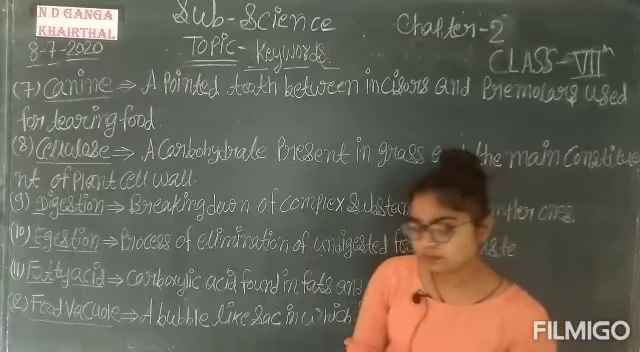 N D GANGA
KHAIRTHAL
8-7-2020
Sub-Science
Chapter-2
Topic- Keywords
CLASS-VIIth
(7) Canine ⇒ A Pointed tooth between incisors and Premolars used
for tearing food.
(8) Cellulose ⇒ A Carbohydrate Present in grass the main Constitue
nt of Plant cell wall.
(9) Digestion ⇒ Breaking down of complex ones.
(10) Egestion ⇒ Process of elimination of undigested
(11) Fatty acid ⇒ Carboxylic acid found in fats and
(12) Food Vacuole ⇒ A bubble like Sac in which
FILMIGO